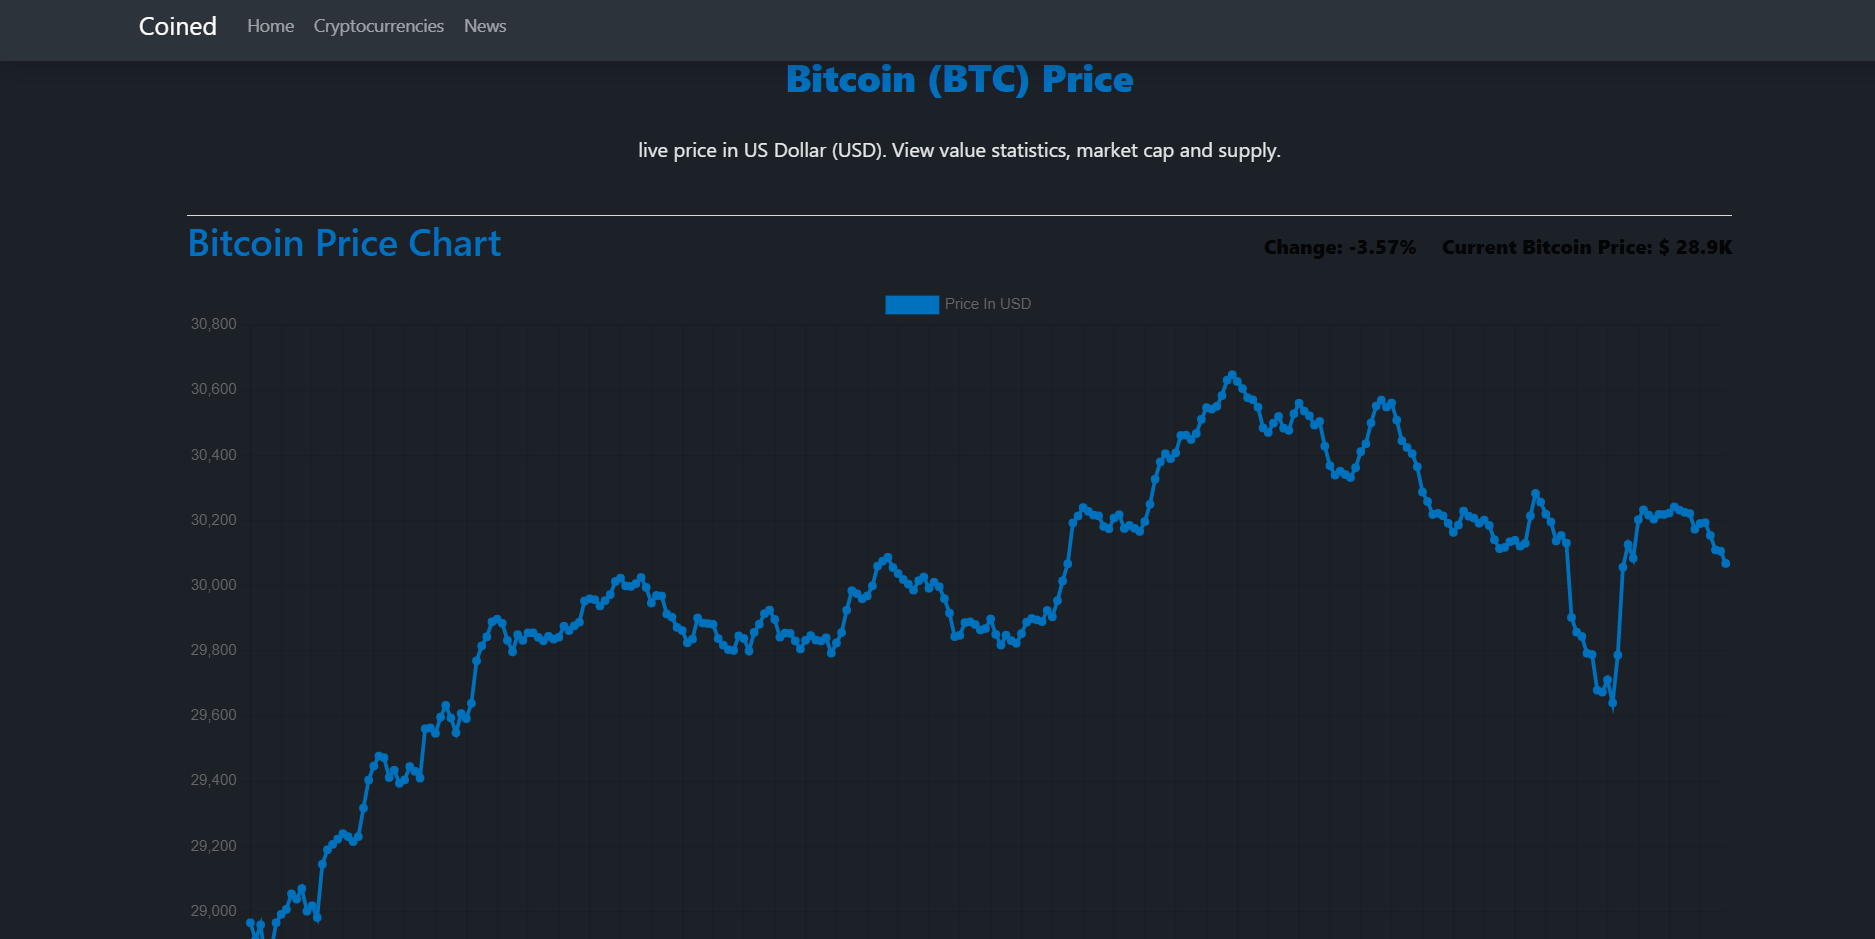 Coined Home Cryptocurrencies News
Bitcoin (BTC) Price
live price in US Dollar (USD). View value statistics, market cap and supply.
Bitcoin Price Chart
Change: -3.57% Current Bitcoin Price: $ 28.9K
Price In USD
30,800
30,600
30,400
30,200
30,000
29,800
29,600
29,400
29,200
29,000